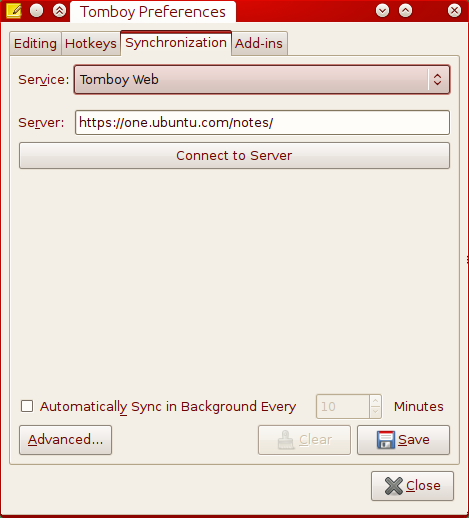 Tomboy Preferences
Editing Hotkeys Synchronization Add-ins
Service: Tomboy Web
Server: https://one.ubuntu.com/notes/
Connect to Server
Automatically Sync in Background Every 10 Minutes
Advanced... Clear Save
Close